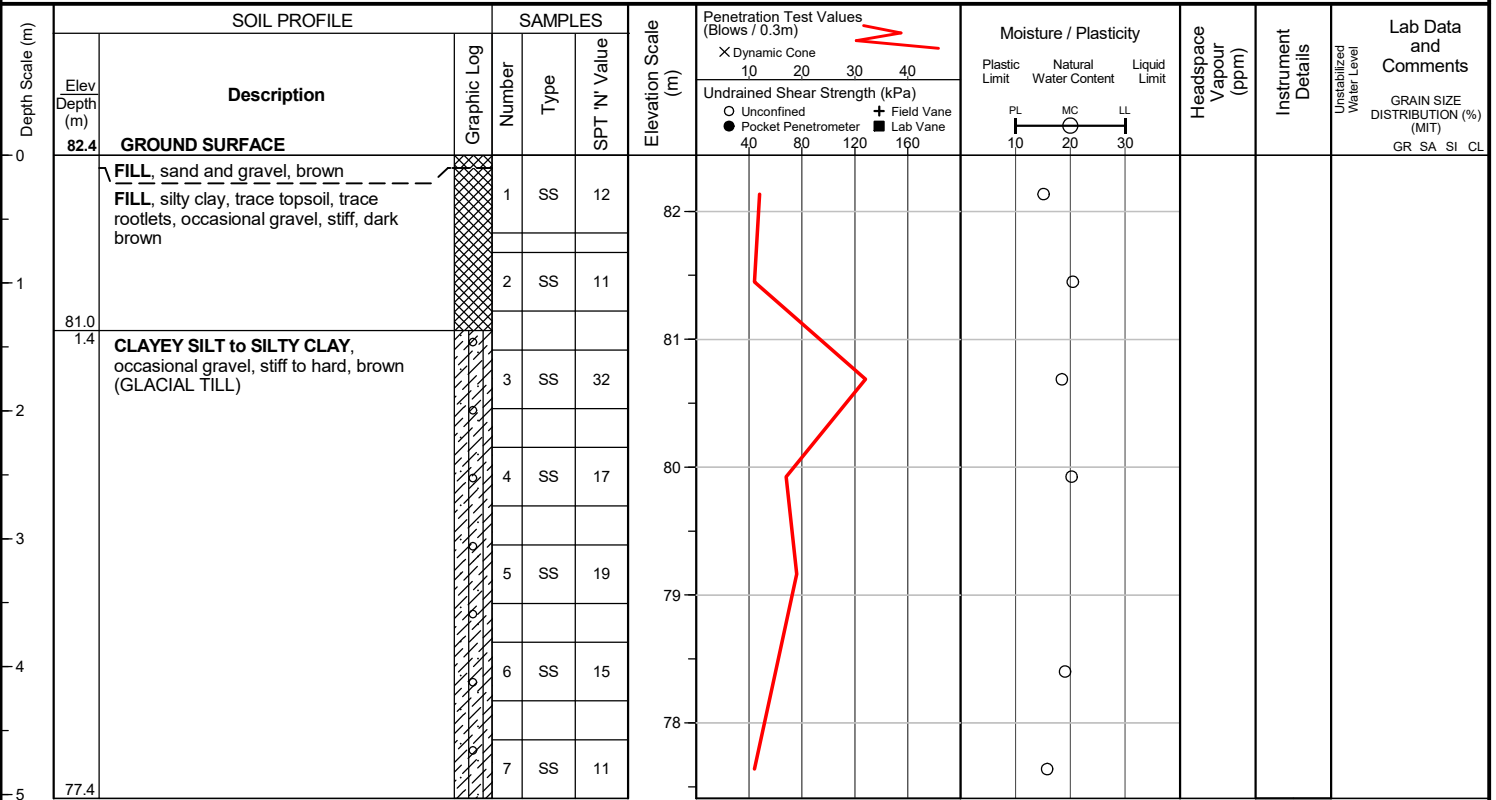 Depth Scale (m)
SOIL PROFILE
Elev
Depth
(m)
Description
Graphic Log
82.4 GROUND SURFACE
SAMPLES
Number
Type
SPT 'N' Value
Elevation Scale
(m)
Penetration Test Values
(Blows / 0.3m)
× Dynamic Cone
10 20 30 40
Undrained Shear Strength (kPa)
Unconfined + Field Vane
Pocket Penetrometer Lab Vane
40 80 120 160
Moisture / Plasticity
Plastic Limit
Natural Water Content
Liquid Limit
PL MC LL
10 20 30
Headspace
Vapour
(ppm)
Instrument
Details
Unstabilized
Water Level
Lab Data
and
Comments
GRAIN SIZE
DISTRIBUTION (%)
(MIT)
GR SA SI CL
0
FILL, sand and gravel, brown
FILL, silty clay, trace topsoil, trace
rootlets, occasional gravel, stiff, dark
brown
1 SS 12
82
1
2 SS 11
81.0
1.4
CLAYEY SILT to SILTY CLAY,
occasional gravel, stiff to hard, brown
(GLACIAL TILL)
81
3 SS 32
2
80
4 SS 17
3
5 SS 19
79
4
6 SS 15
78
7 SS 11
77.4
5